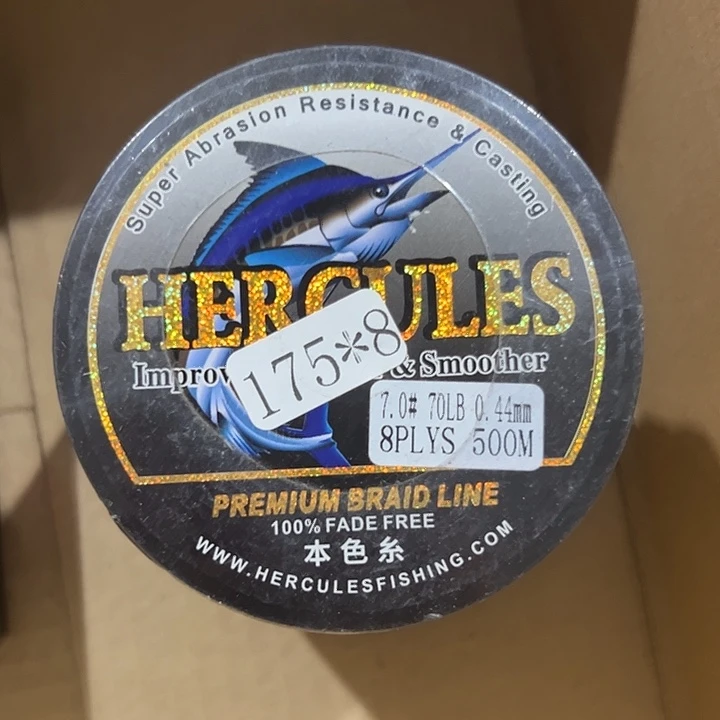 Super Abrasion Resistance & Casting
HERCULES
Improv & Smoother
175*8
7.0# 70LB 0.44mm
8PLYS 500M
PREMIUM BRAID LINE
100% FADE FREE
本色糸
WWW.HERCULESFISHING.COM